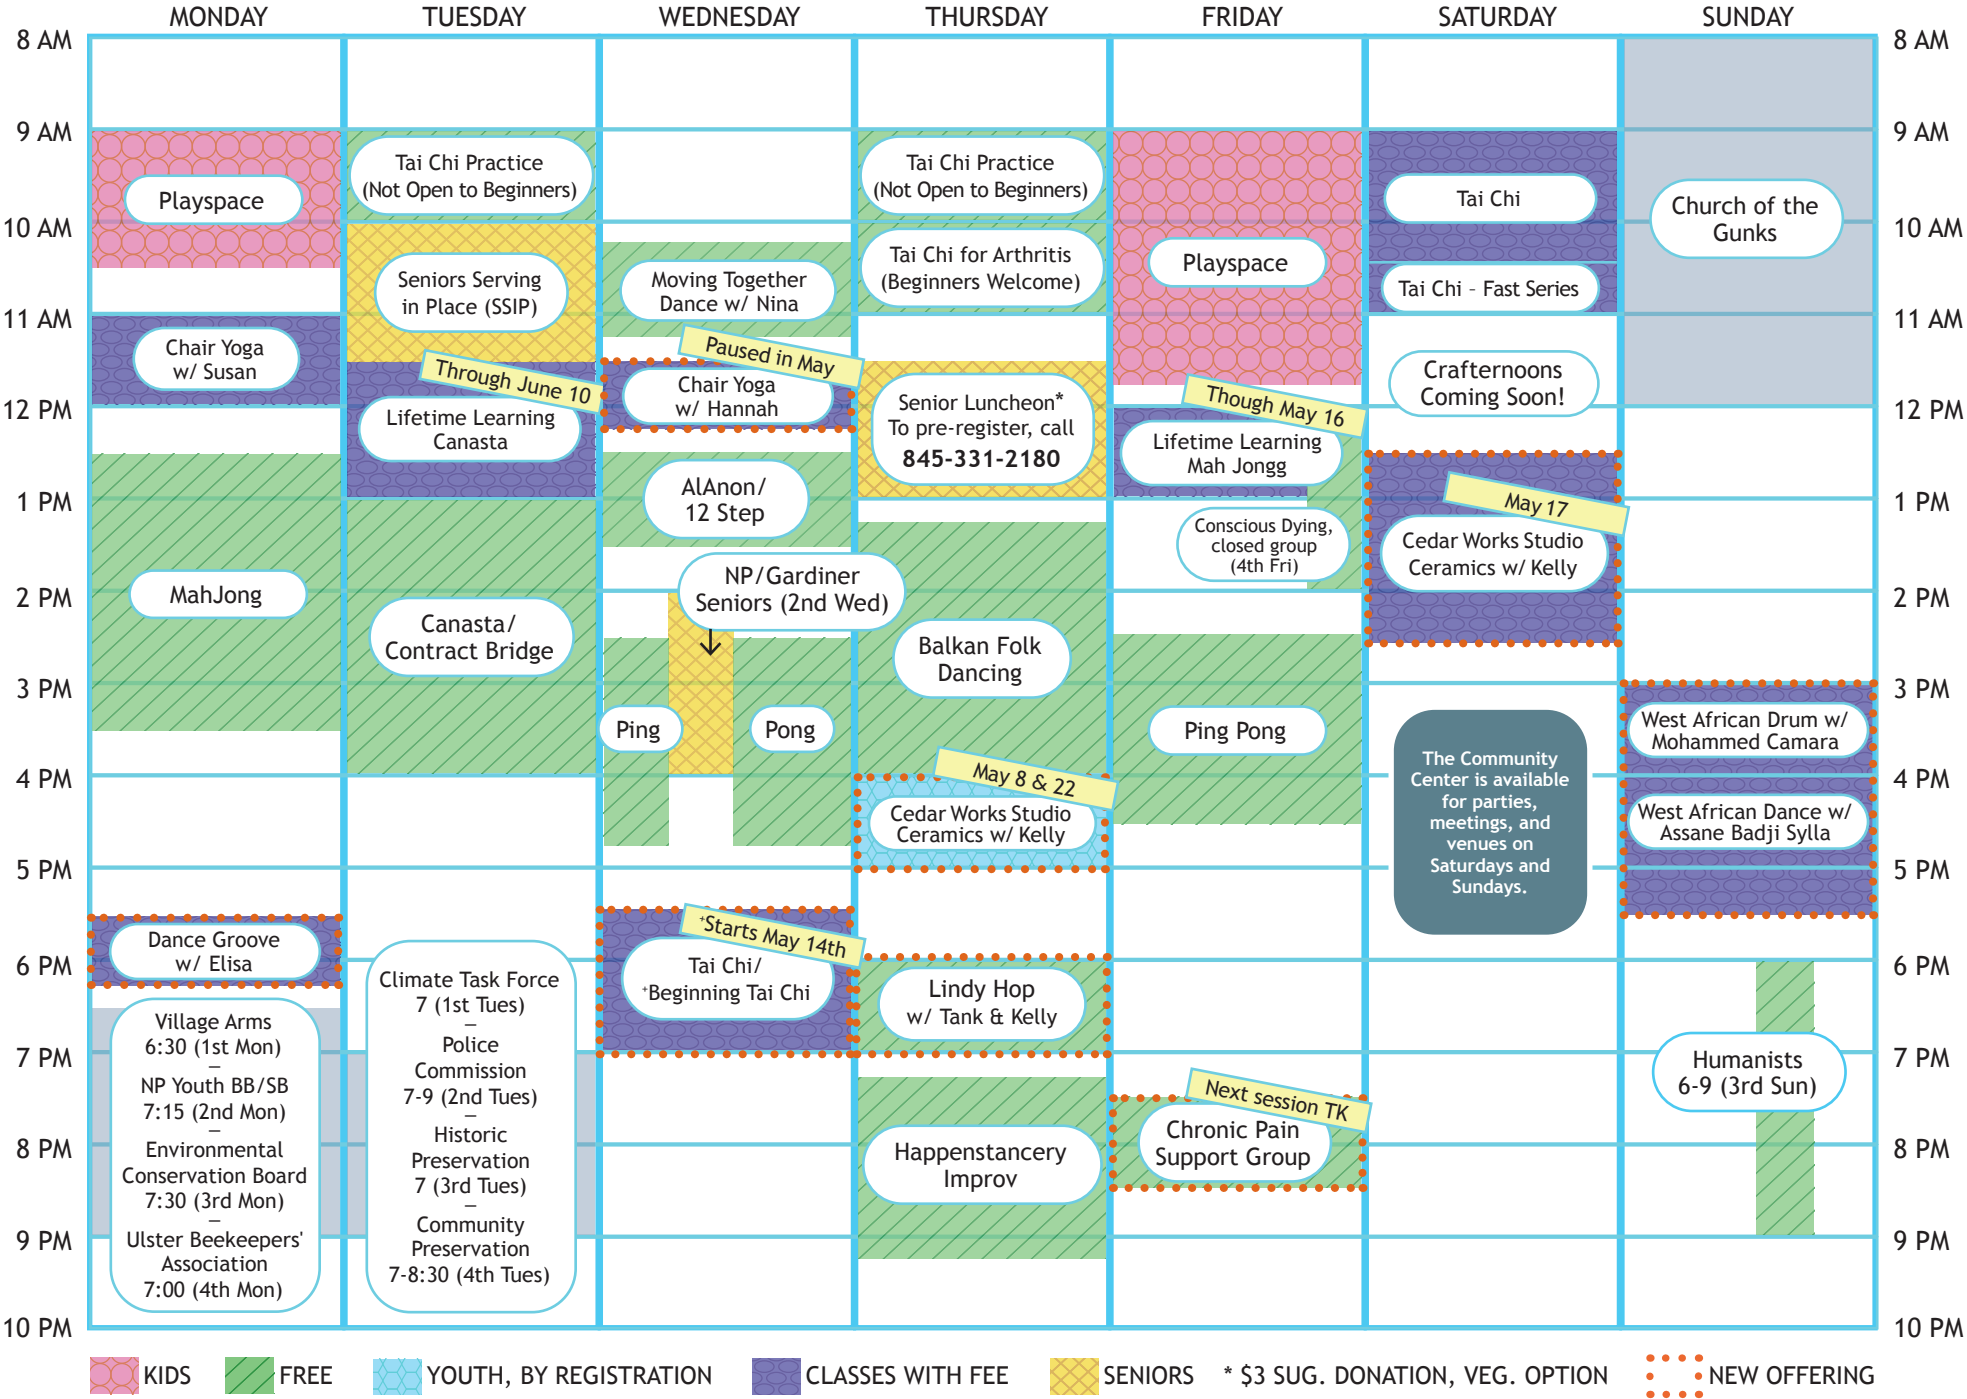 MONDAY
TUESDAY
WEDNESDAY
THURSDAY
FRIDAY
SATURDAY
SUNDAY
8 AM
9 AM
10 AM
11 AM
12 PM
1 PM
2 PM
3 PM
4 PM
5 PM
6 PM
7 PM
8 PM
9 PM
10 PM
Playspace
Chair Yoga
w/ Susan
MahJong
Dance Groove
w/ Elisa
Village Arms
6:30 (1st Mon)
–
NP Youth BB/SB
7:15 (2nd Mon)
–
Environmental
Conservation Board
7:30 (3rd Mon)
–
Ulster Beekeepers'
Association
7:00 (4th Mon)
Tai Chi Practice
(Not Open to Beginners)
Seniors Serving
in Place (SSIP)
Through June 10
Lifetime Learning
Canasta
Canasta/
Contract Bridge
Climate Task Force
7 (1st Tues)
–
Police
Commission
7-9 (2nd Tues)
–
Historic
Preservation
7 (3rd Tues)
–
Community
Preservation
7-8:30 (4th Tues)
Moving Together
Dance w/ Nina
Paused in May
Chair Yoga
w/ Hannah
AlAnon/
12 Step
NP/Gardiner
Seniors (2nd Wed)
Ping
Pong
+Starts May 14th
Tai Chi/
+Beginning Tai Chi
Tai Chi Practice
(Not Open to Beginners)
Tai Chi for Arthritis
(Beginners Welcome)
Senior Luncheon*
To pre-register, call
845-331-2180
Balkan Folk
Dancing
May 8 & 22
Cedar Works Studio
Ceramics w/ Kelly
Lindy Hop
w/ Tank & Kelly
Happenstancery
Improv
Playspace
Though May 16
Lifetime Learning
Mah Jongg
Conscious Dying,
closed group
(4th Fri)
Ping Pong
Next session TK
Chronic Pain
Support Group
Tai Chi
Tai Chi - Fast Series
Crafternoons
Coming Soon!
May 17
Cedar Works Studio
Ceramics w/ Kelly
The Community
Center is available
for parties,
meetings, and
venues on
Saturdays and
Sundays.
Church of the
Gunks
West African Drum w/
Mohammed Camara
West African Dance w/
Assane Badji Sylla
Humanists
6-9 (3rd Sun)
8 AM
9 AM
10 AM
11 AM
12 PM
1 PM
2 PM
3 PM
4 PM
5 PM
6 PM
7 PM
8 PM
9 PM
10 PM
KIDS
FREE
YOUTH, BY REGISTRATION
CLASSES WITH FEE
SENIORS
* $3 SUG. DONATION, VEG. OPTION
NEW OFFERING